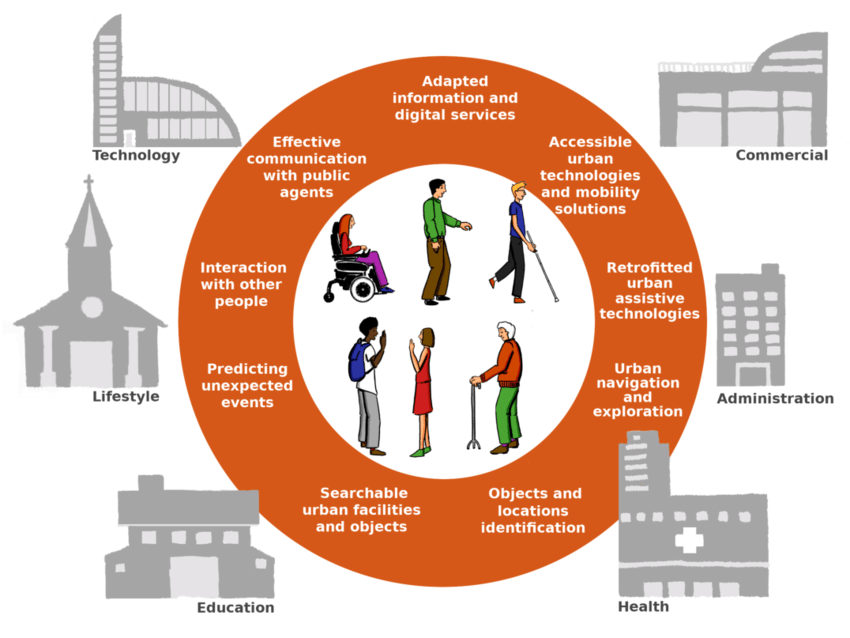 Adapted
information and
digital services
Accessible
urban
technologies
and mobility
solutions
Retrofitted
urban
assistive
technologies
Urban
navigation
and
exploration
Objects and
locations
identification
Searchable
urban facilities
and objects
Predicting
unexpected
events
Interaction
with other
people
Effective
communication
with public
agents
Technology
Commercial
Lifestyle
Administration
Education
Health